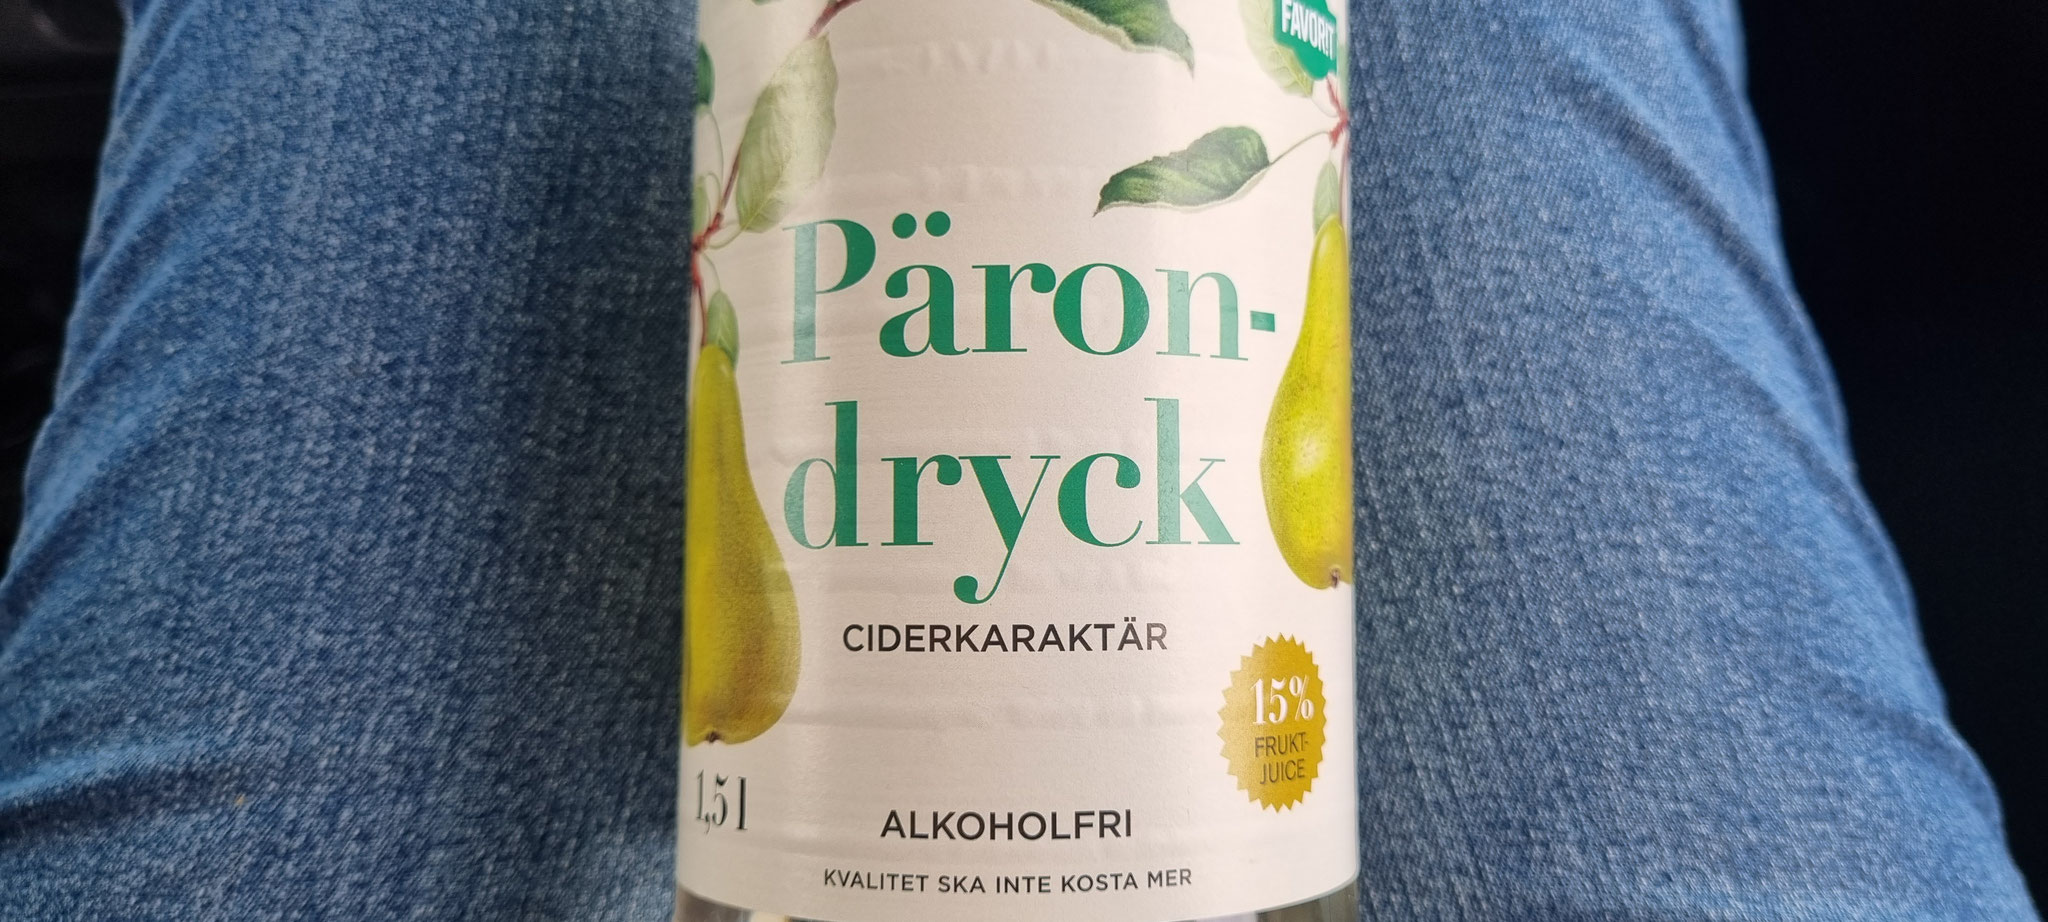 FAVORIT
Päron-
dryck
CIDERKARAKTÄR
15%
FRUKT-
JUICE
1,5 l
ALKOHOLFRI
KVALITET SKA INTE KOSTA MER